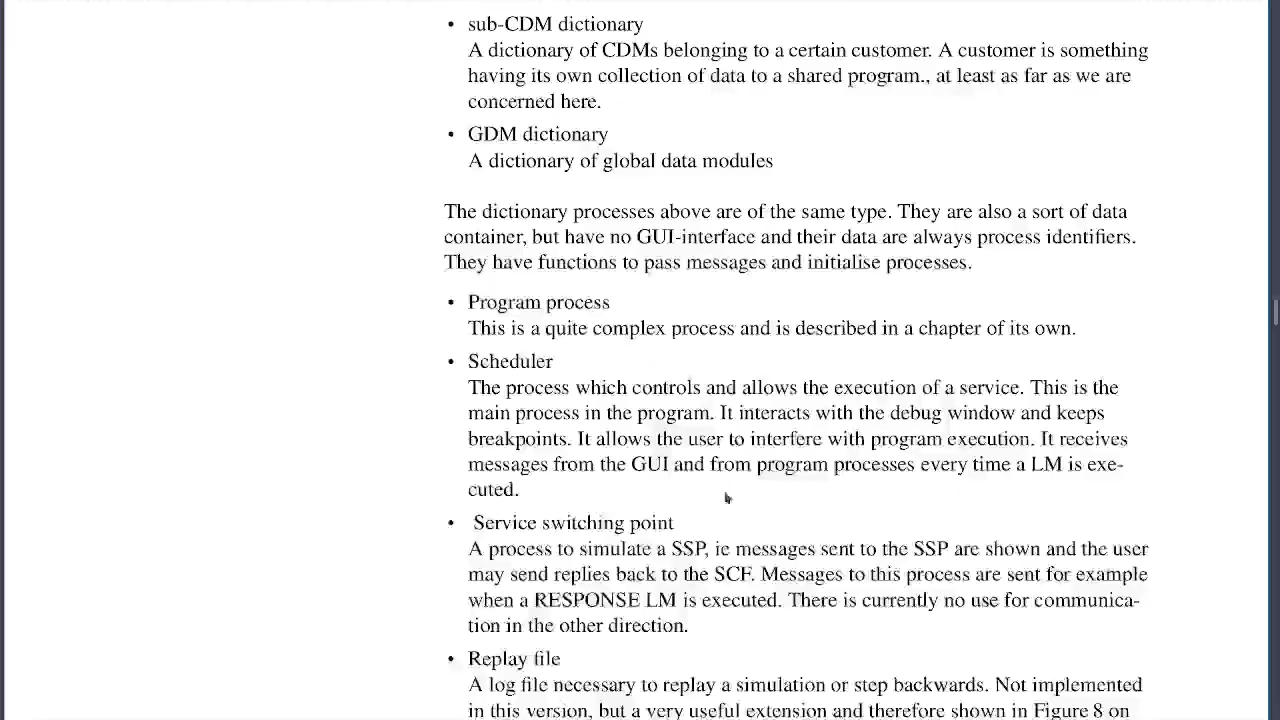 • sub-CDM dictionary
A dictionary of CDMs belonging to a certain customer. A customer is something
having its own collection of data to a shared program., at least as far as we are
concerned here.
• GDM dictionary
A dictionary of global data modules
The dictionary processes above are of the same type. They are also a sort of data
container, but have no GUI-interface and their data are always process identifiers.
They have functions to pass messages and initialise processes.
• Program process
This is a quite complex process and is described in a chapter of its own.
• Scheduler
The process which controls and allows the execution of a service. This is the
main process in the program. It interacts with the debug window and keeps
breakpoints. It allows the user to interfere with program execution. It receives
messages from the GUI and from program processes every time a LM is exe-
cuted.
• Service switching point
A process to simulate a SSP, ie messages sent to the SSP are shown and the user
may send replies back to the SCF. Messages to this process are sent for example
when a RESPONSE LM is executed. There is currently no use for communica-
tion in the other direction.
• Replay file
A log file necessary to replay a simulation or step backwards. Not implemented
in this version, but a very useful extension and therefore shown in Figure 8 on